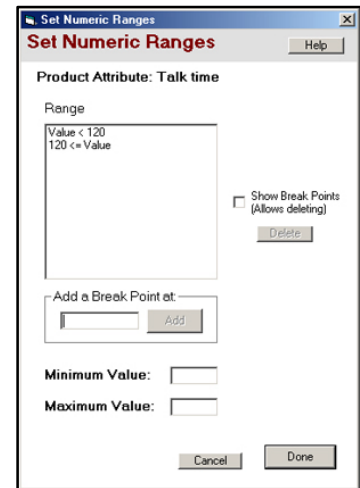 Set Numeric Ranges
Set Numeric Ranges
Help
Product Attribute: Talk time
Range
Value < 120
120 <= Value
Show Break Points
(Allows deleting)
Delete
Add a Break Point at:
Add
Minimum Value:
Maximum Value:
Cancel
Done